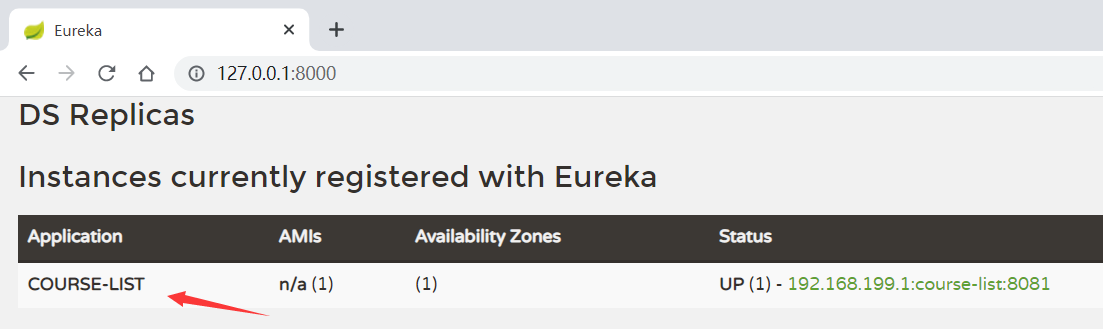 Eureka
127.0.0.1:8000
DS Replicas
Instances currently registered with Eureka
Application AMIs Availability Zones Status
COURSE-LIST n/a (1) (1) UP (1) - 192.168.199.1:course-list:8081